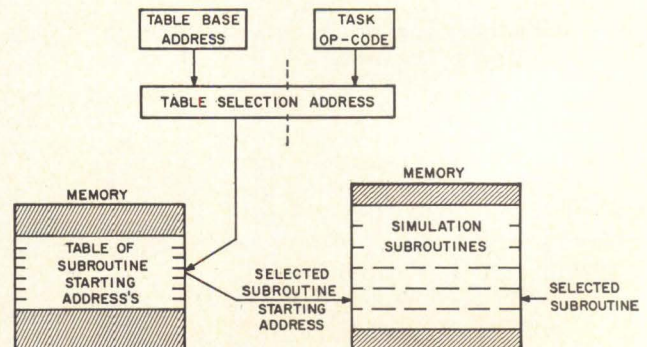 TABLE BASE
ADDRESS
TASK
OP-CODE
TABLE SELECTION ADDRESS
MEMORY
TABLE OF
SUBROUTINE
STARTING
ADDRESS'S
SELECTED
SUBROUTINE
STARTING
ADDRESS
MEMORY
SIMULATION
SUBROUTINES
SELECTED
SUBROUTINE